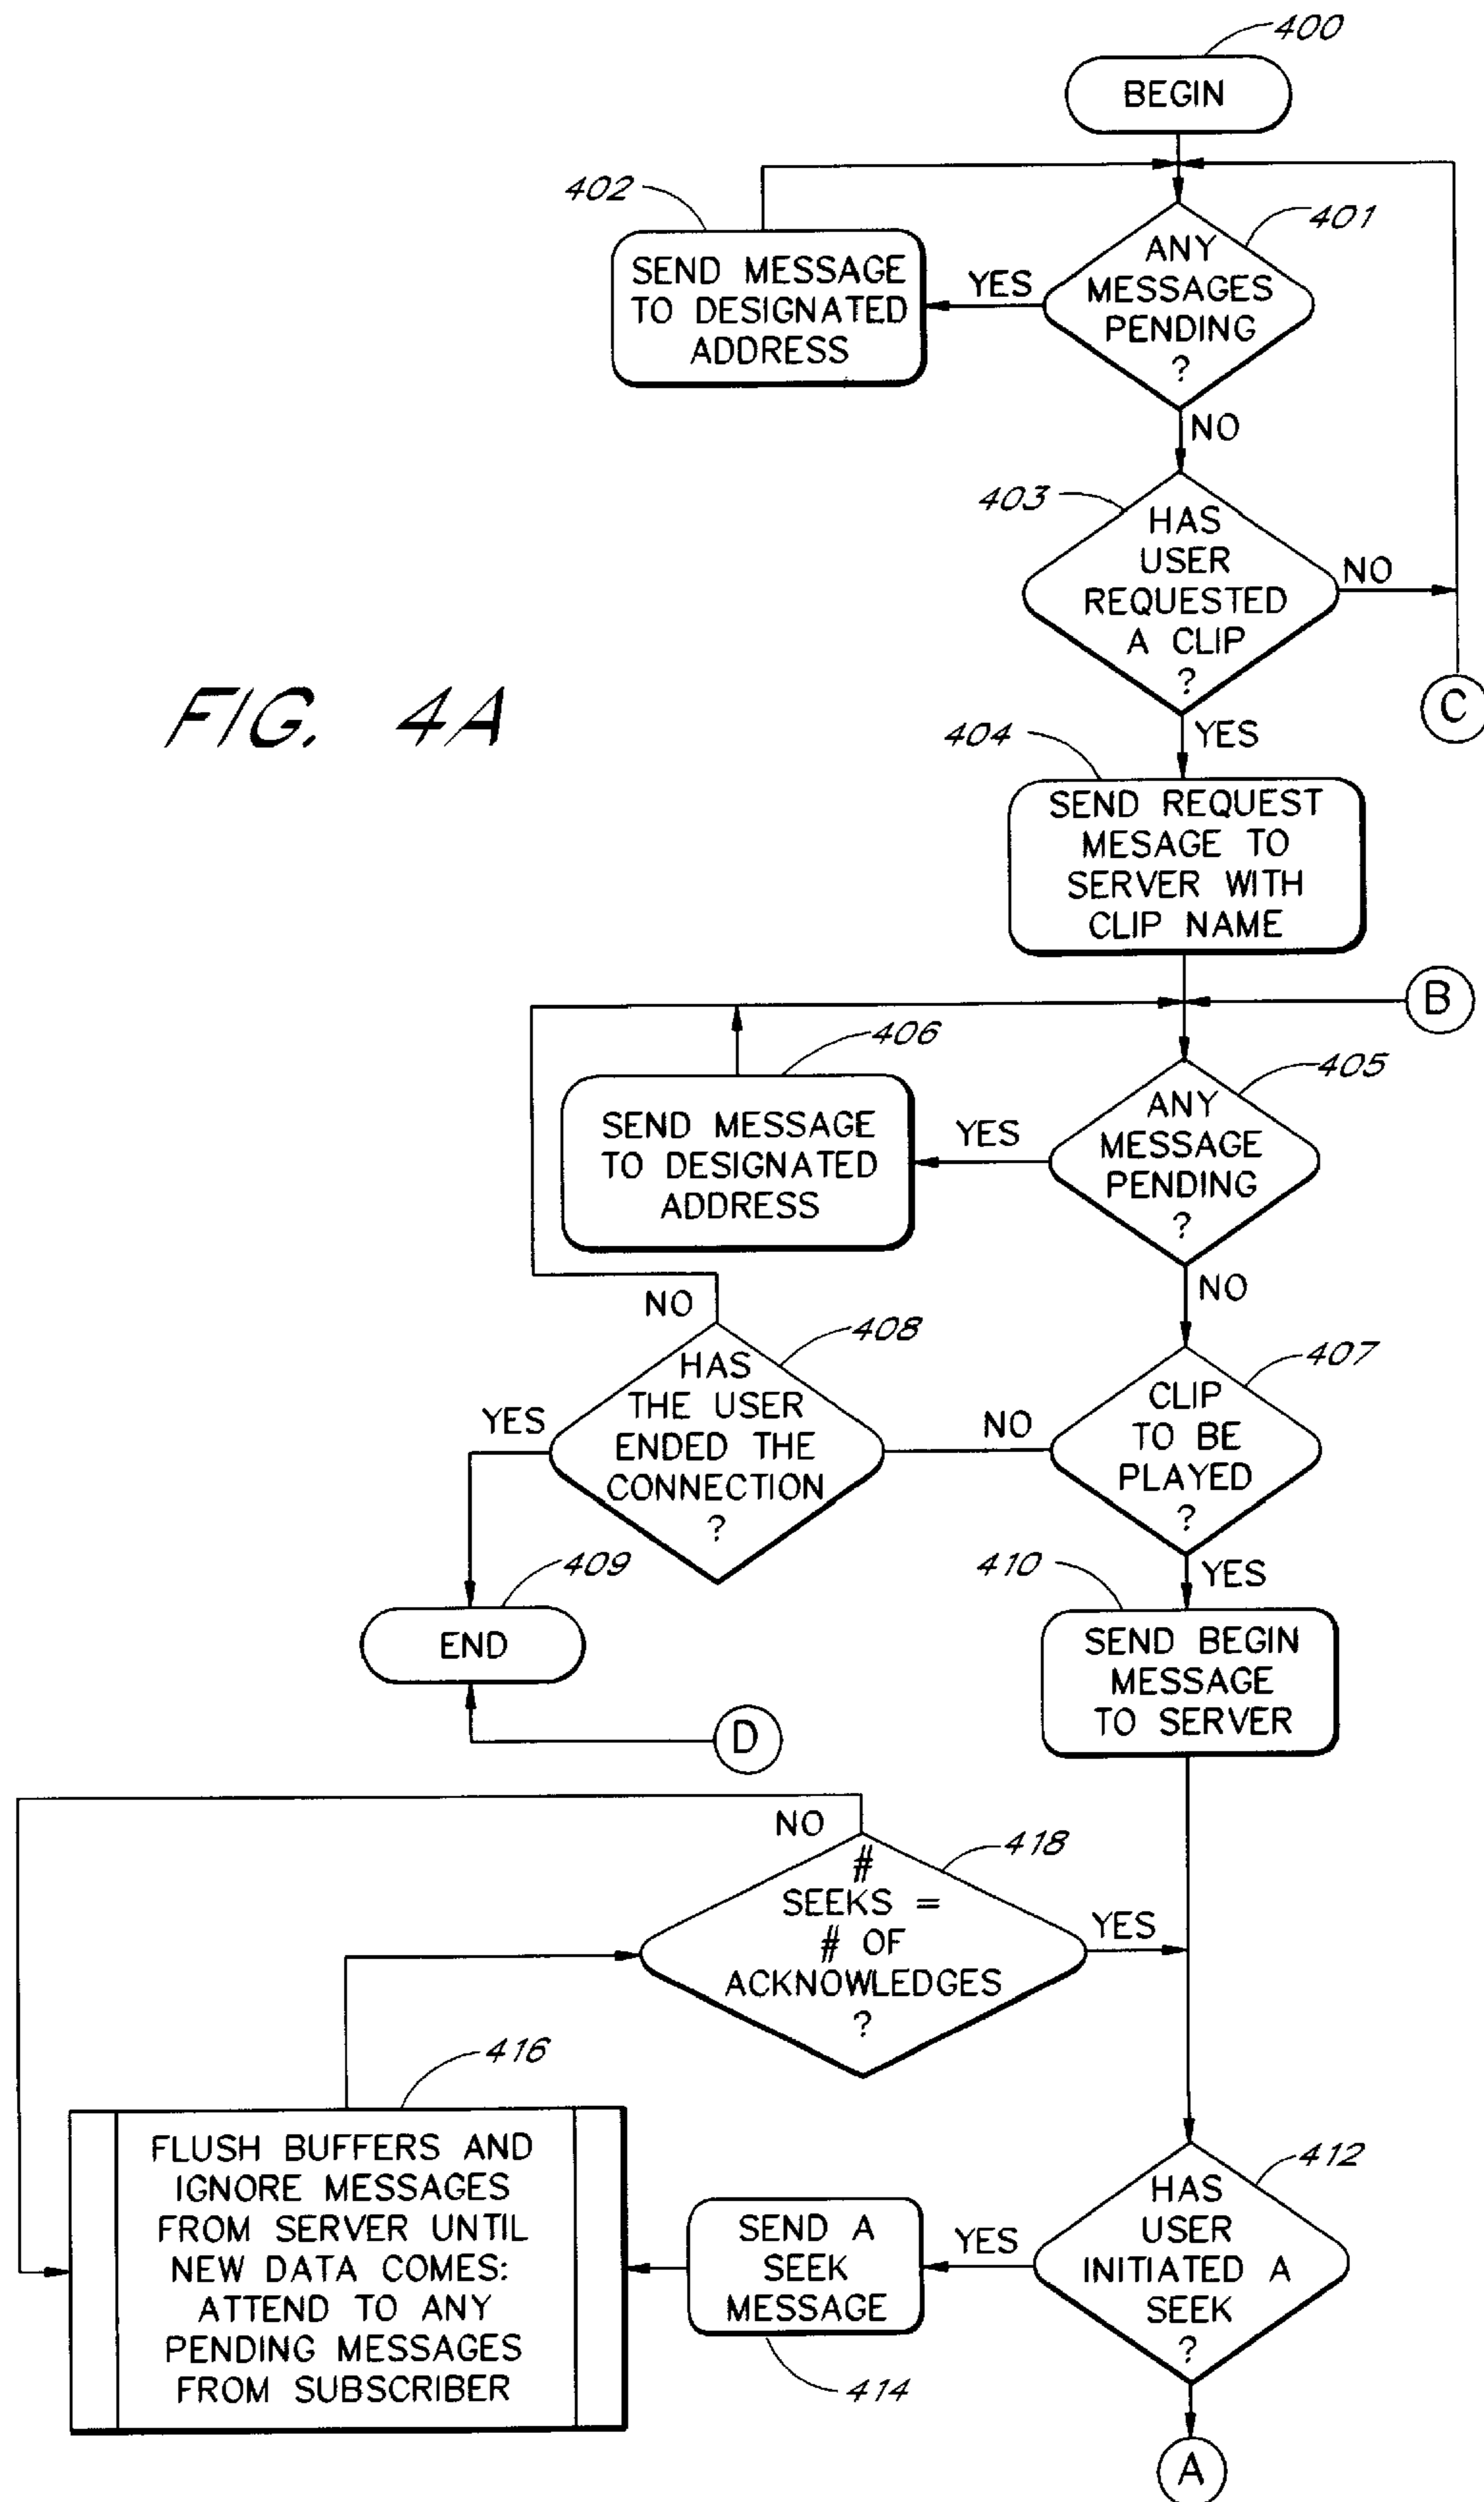 400
BEGIN
402
401
SEND MESSAGE
TO DESIGNATED
ADDRESS
YES
ANY
MESSAGES
PENDING
?
NO
403
HAS
USER
REQUESTED
A CLIP
?
NO
C
FIG. 4A
YES
404
SEND REQUEST
MESAGE TO
SERVER WITH
CLIP NAME
B
406
405
SEND MESSAGE
TO DESIGNATED
ADDRESS
YES
ANY
MESSAGE
PENDING
?
NO
NO
408
407
HAS
THE USER
ENDED THE
CONNECTION
?
YES
NO
CLIP
TO BE
PLAYED
?
409
410
YES
END
SEND BEGIN
MESSAGE
TO SERVER
D
NO
418
#
SEEKS =
# OF
ACKNOWLEDGES
?
YES
416
412
FLUSH BUFFERS AND
IGNORE MESSAGES
FROM SERVER UNTIL
NEW DATA COMES:
ATTEND TO ANY
PENDING MESSAGES
FROM SUBSCRIBER
SEND A
SEEK
MESSAGE
YES
HAS
USER
INITIATED A
SEEK
?
414
A